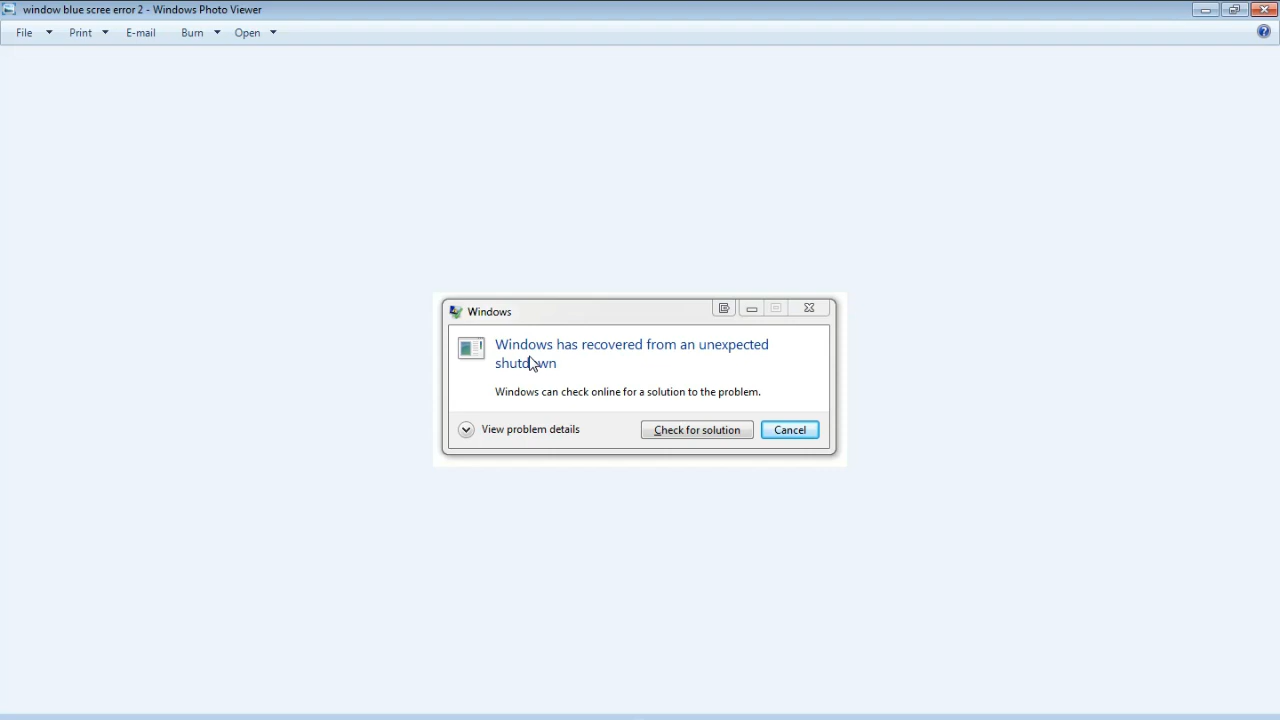 window blue scree error 2 - Windows Photo Viewer
File Print E-mail Burn Open
Windows
Windows has recovered from an unexpected
shutdown
Windows can check online for a solution to the problem.
View problem details Check for solution Cancel